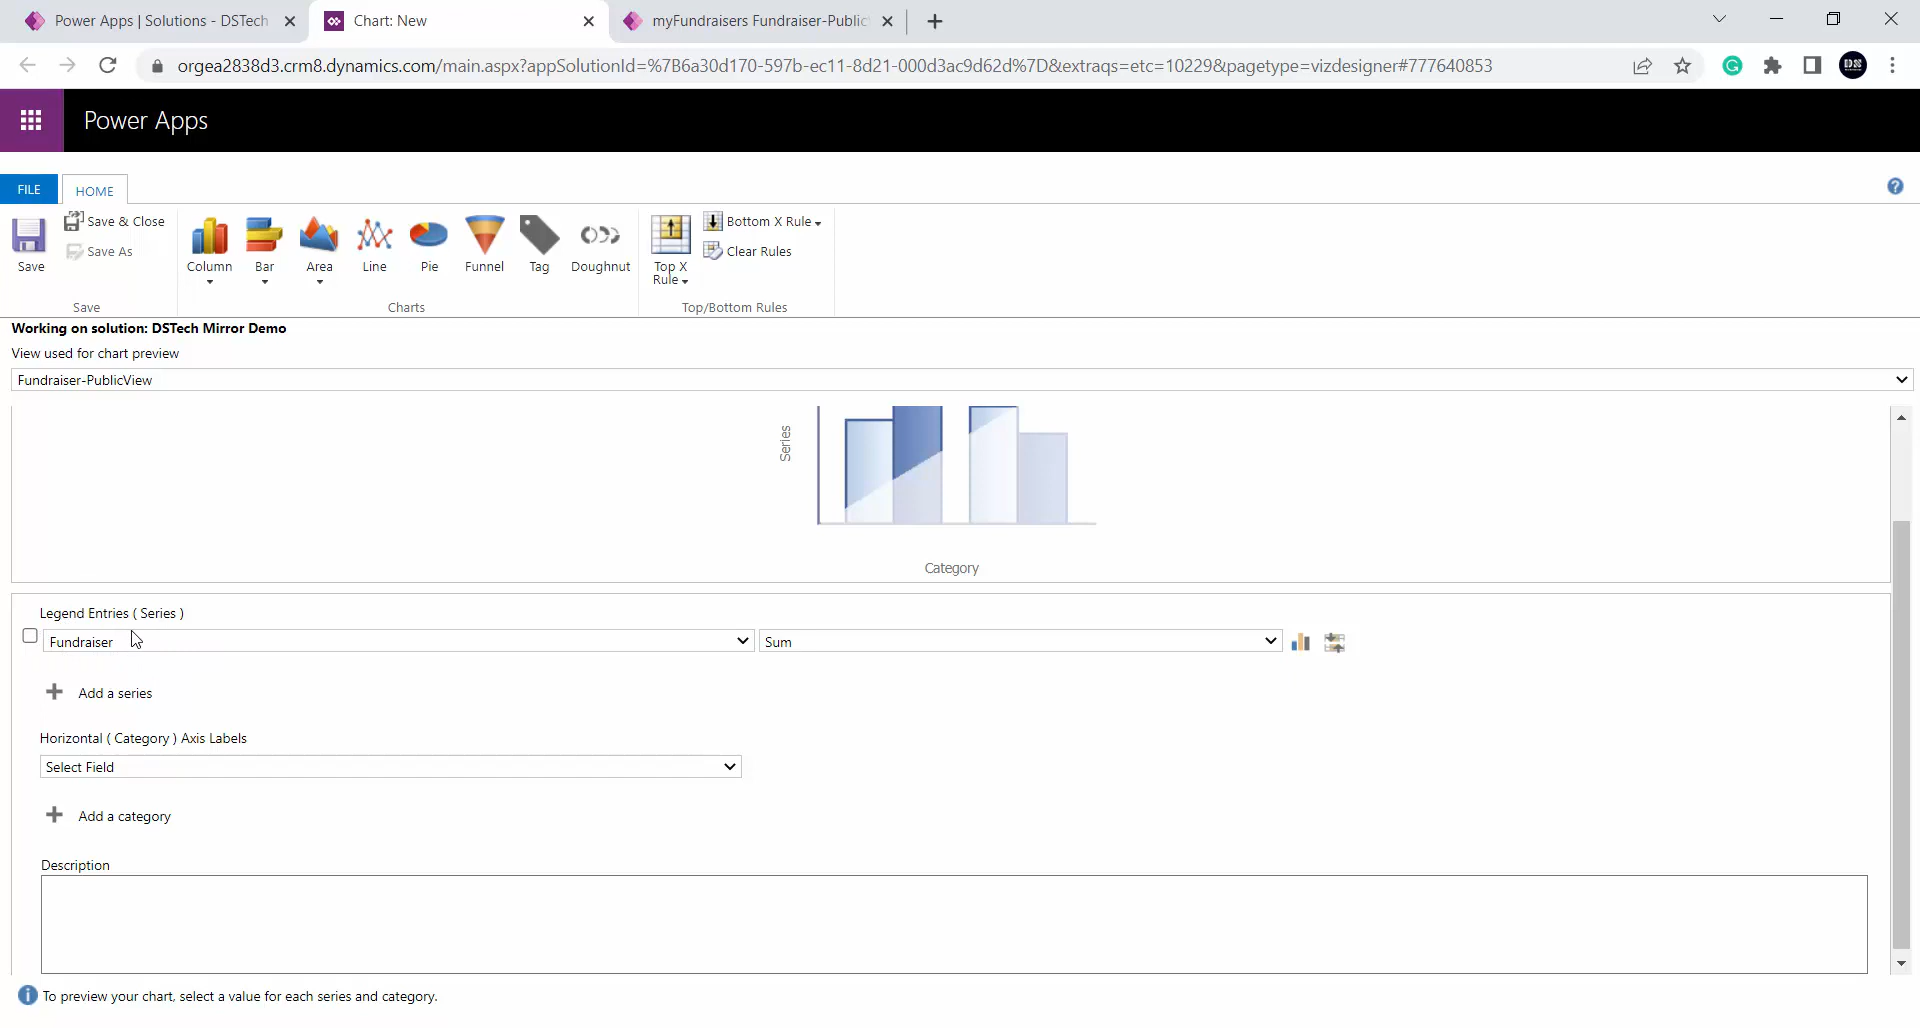 Power Apps | Solutions - DSTech
Chart: New
myFundraisers Fundraiser-Public
orgea2838d3.crm8.dynamics.com/main.aspx?appSolutionId=%7B6a30d170-597b-ec11-8d21-000d3ac9d62d%7D&extraqs=etc=10229&pagetype=vizdesigner#777640853
Power Apps
FILE
HOME
Save
Save & Close
Save As
Save
Column
Bar
Area
Line
Pie
Funnel
Tag
Doughnut
Charts
Top X
Rule
Bottom X Rule
Clear Rules
Top/Bottom Rules
Working on solution: DSTech Mirror Demo
View used for chart preview
Fundraiser-PublicView
Series
Category
Legend Entries ( Series )
Fundraiser
Sum
Add a series
Horizontal ( Category ) Axis Labels
Select Field
Add a category
Description
To preview your chart, select a value for each series and category.